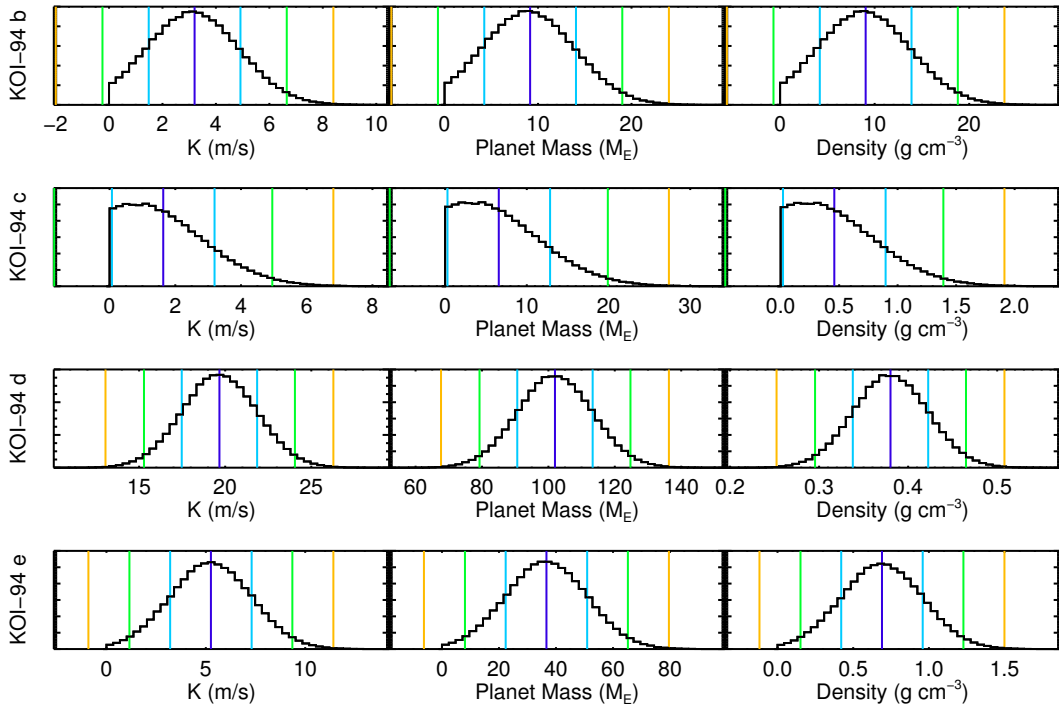 KOI−94 b
−2 0 2 4 6 8 10 0 10 20 0 10 20
K (m/s) Planet Mass (M_E) Density (g cm⁻³)
KOI−94 c
0 2 4 6 8 0 10 20 30 0.0 0.5 1.0 1.5 2.0
K (m/s) Planet Mass (M_E) Density (g cm⁻³)
KOI−94 d
15 20 25 60 80 100 120 140 0.2 0.3 0.4 0.5
K (m/s) Planet Mass (M_E) Density (g cm⁻³)
KOI−94 e
0 5 10 0 20 40 60 80 0.0 0.5 1.0 1.5
K (m/s) Planet Mass (M_E) Density (g cm⁻³)